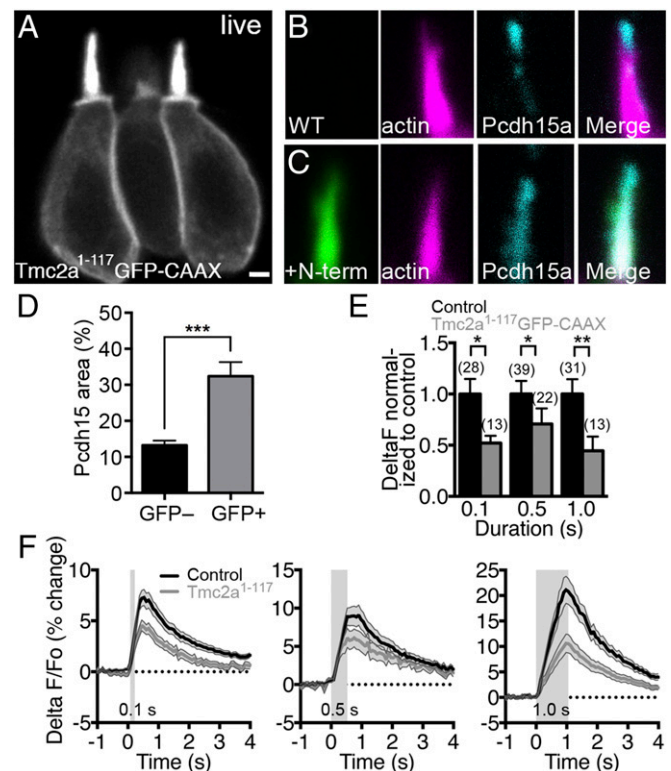 A
live
Tmc2a1-117GFP-CAAX
B
WT
actin
Pcdh15a
Merge
C
+N-term
actin
Pcdh15a
Merge
D
Pcdh15 area (%)
50
40
30
20
10
0
***
GFP–
GFP+
E
Control
Tmc2a1-117GFP-CAAX
DeltaF normal-
ized to control
1.5
1.0
0.5
0.0
*
*
**
(28)
(13)
(39)
(22)
(31)
(13)
0.1
0.5
1.0
Duration (s)
F
Delta F/Fo (% change)
Control
Tmc2a1-117
10
5
0
-5
0.1 s
-1 0 1 2 3 4
Time (s)
15
10
5
0
-5
0.5 s
-1 0 1 2 3 4
Time (s)
25
20
15
10
5
0
-5
1.0 s
-1 0 1 2 3 4
Time (s)